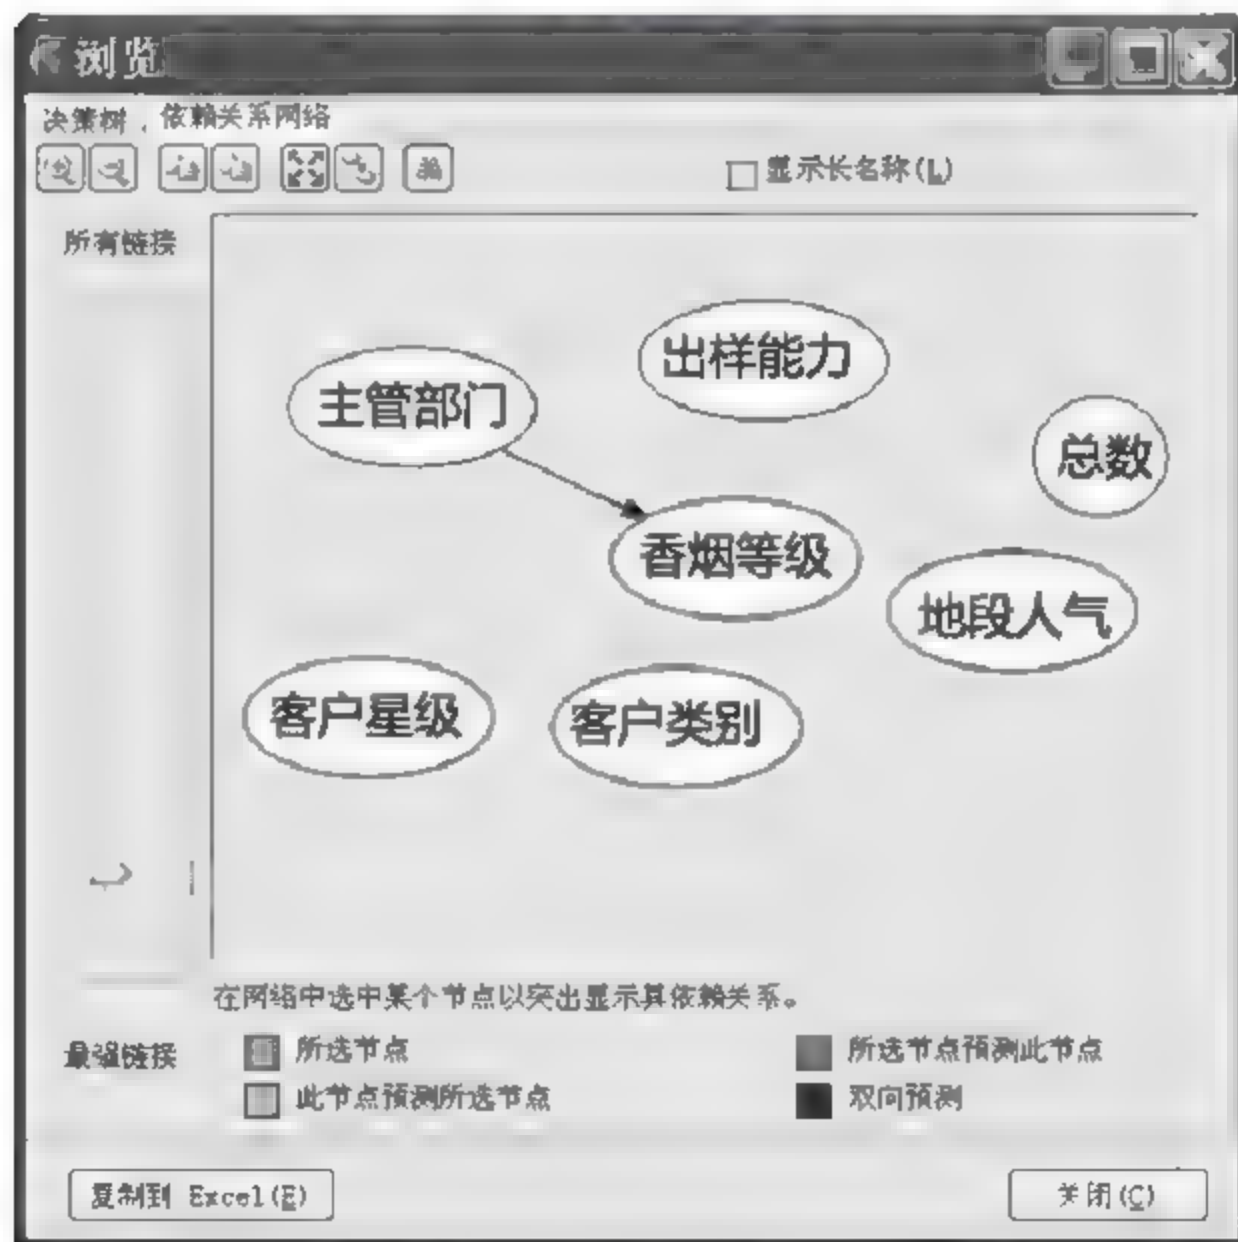 浏览
决策树，依赖关系网络
显示长名称(L)
所有链接
出样能力
主管部门
总数
香烟等级
地段人气
客户星级
客户类别
在网络中选中某个节点以突出显示其依赖关系。
最强链接
所选节点
所选节点预测此节点
此节点预测所选节点
双向预测
复制到 Excel(E)
关闭(C)